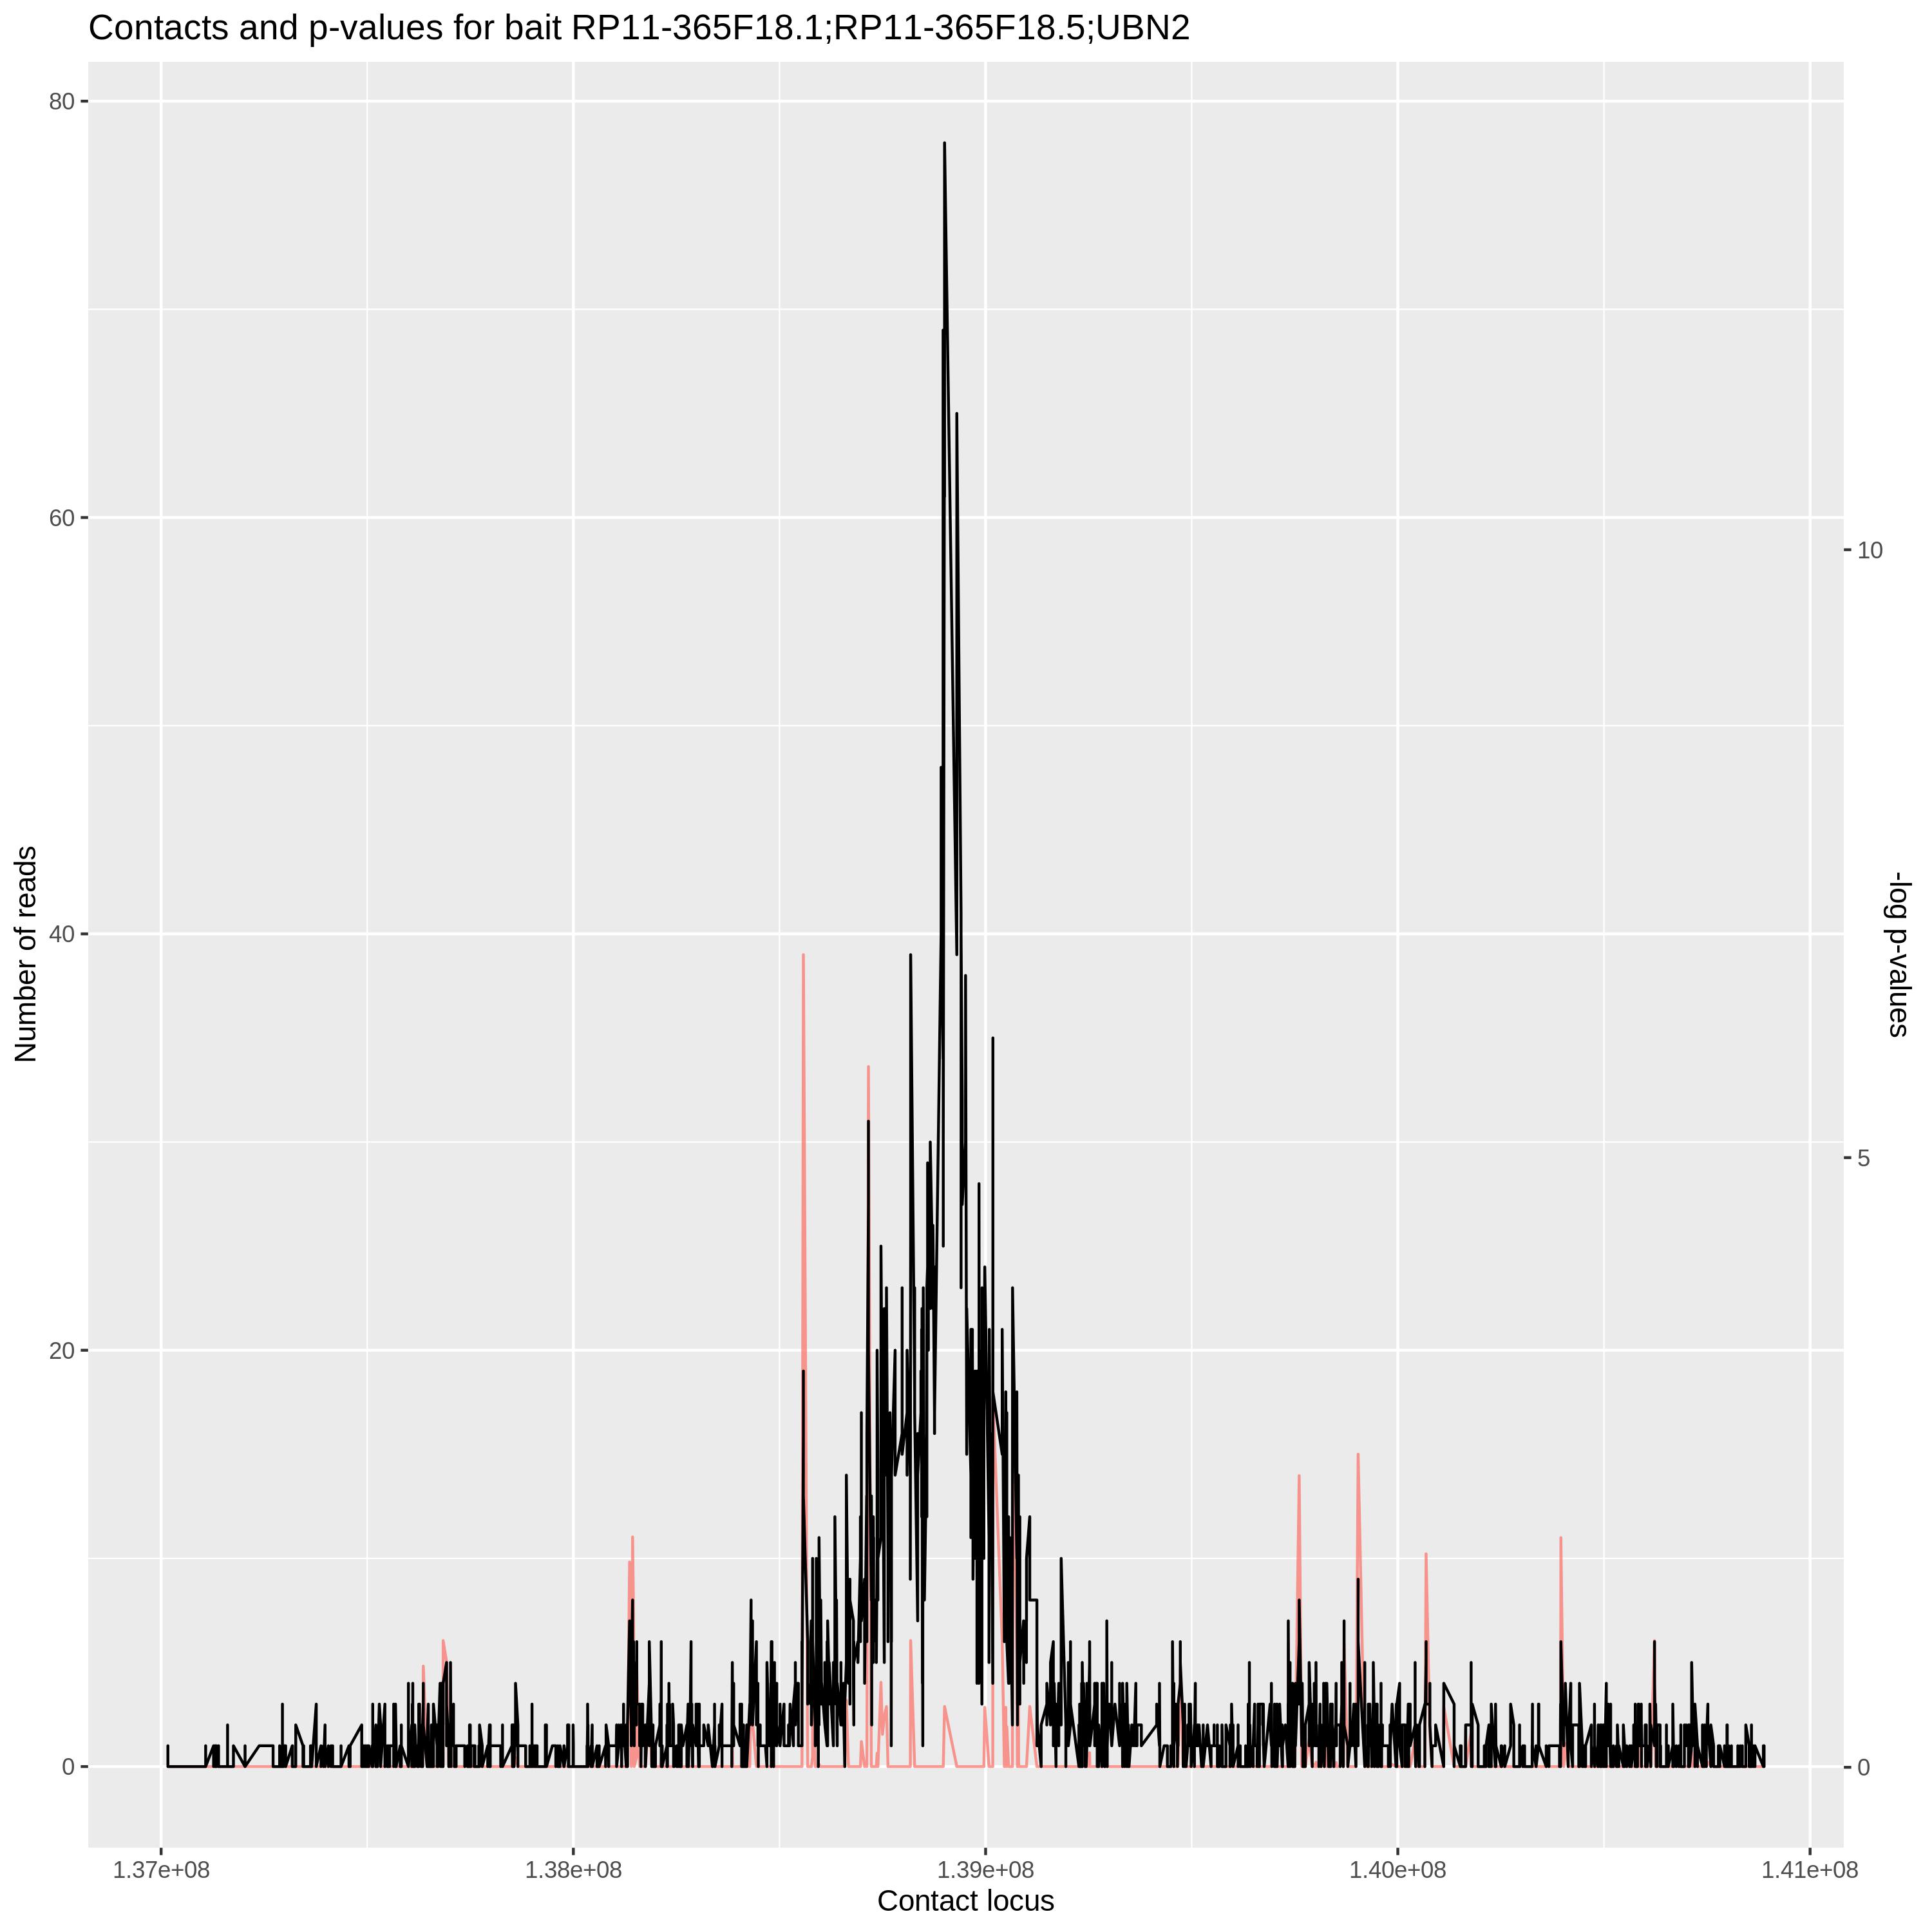 Contacts and p-values for bait RP11-365F18.1;RP11-365F18.5;UBN2
80
60
40
20
0
Number of reads
10
5
0
-log p-values
1.37e+08
1.38e+08
1.39e+08
1.40e+08
1.41e+08
Contact locus